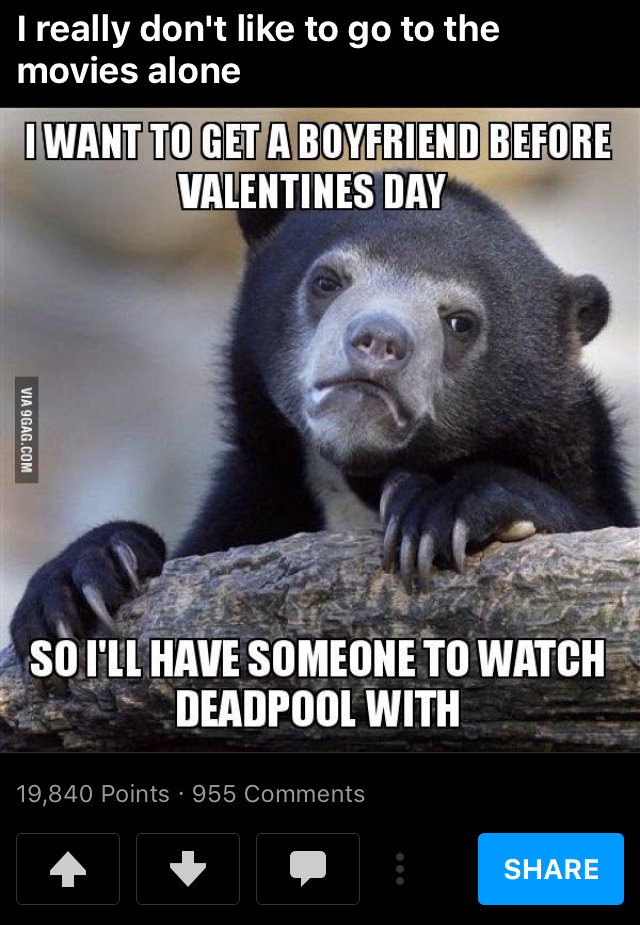 I really don't like to go to the
movies alone
I WANT TO GET A BOYFRIEND BEFORE
VALENTINES DAY
VIA 9GAG.COM
SO I'LL HAVE SOMEONE TO WATCH
DEADPOOL WITH
19,840 Points · 955 Comments
SHARE